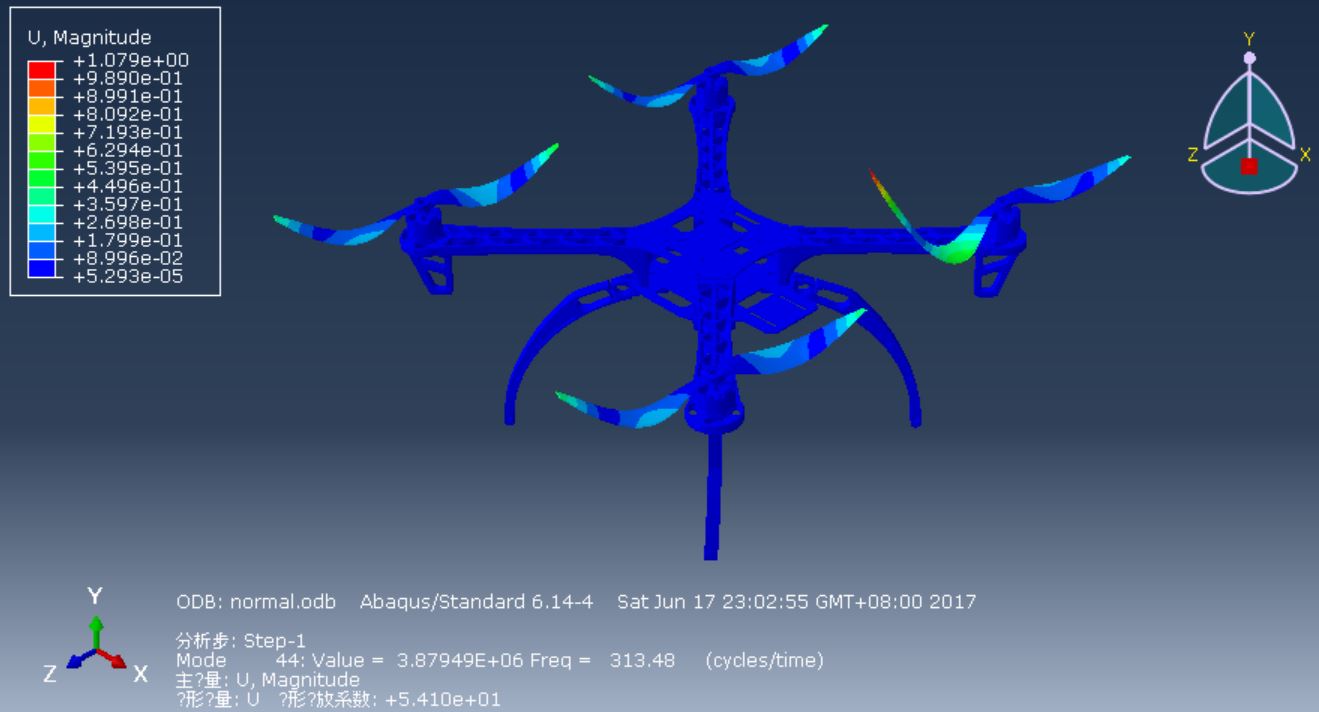 U, Magnitude
+1.079e+00
+9.890e-01
+8.991e-01
+8.092e-01
+7.193e-01
+6.294e-01
+5.395e-01
+4.496e-01
+3.597e-01
+2.698e-01
+1.799e-01
+8.996e-02
+5.293e-05
Y
Z
X
Y
Z
X
ODB: normal.odb Abaqus/Standard 6.14-4 Sat Jun 17 23:02:55 GMT+08:00 2017
分析步: Step-1
Mode 44: Value = 3.87949E+06 Freq = 313.48 (cycles/time)
主?量: U, Magnitude
?形?量: U ?形?放系数: +5.410e+01